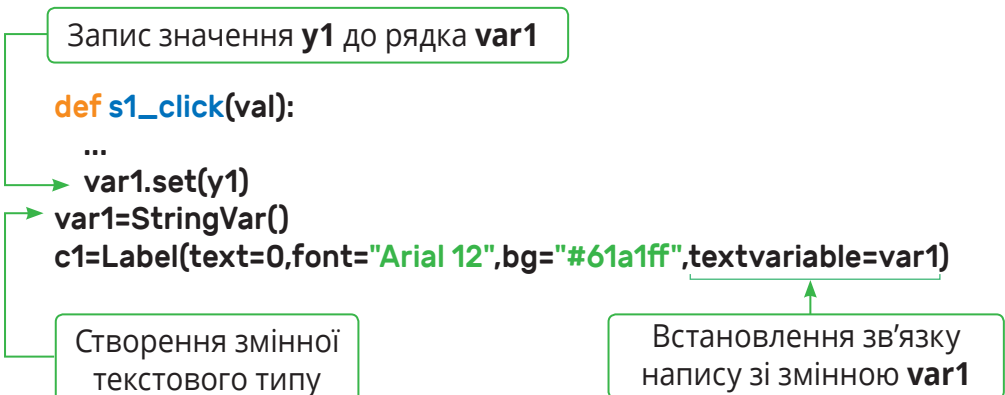 Запис значення y1 до рядка var1
def s1_click(val):
...
var1.set(y1)
var1=StringVar()
c1=Label(text=0,font="Arial 12",bg="#61a1ff",textvariable=var1)
Створення змінної
текстового типу
Встановлення зв’язку
напису зі змінною var1